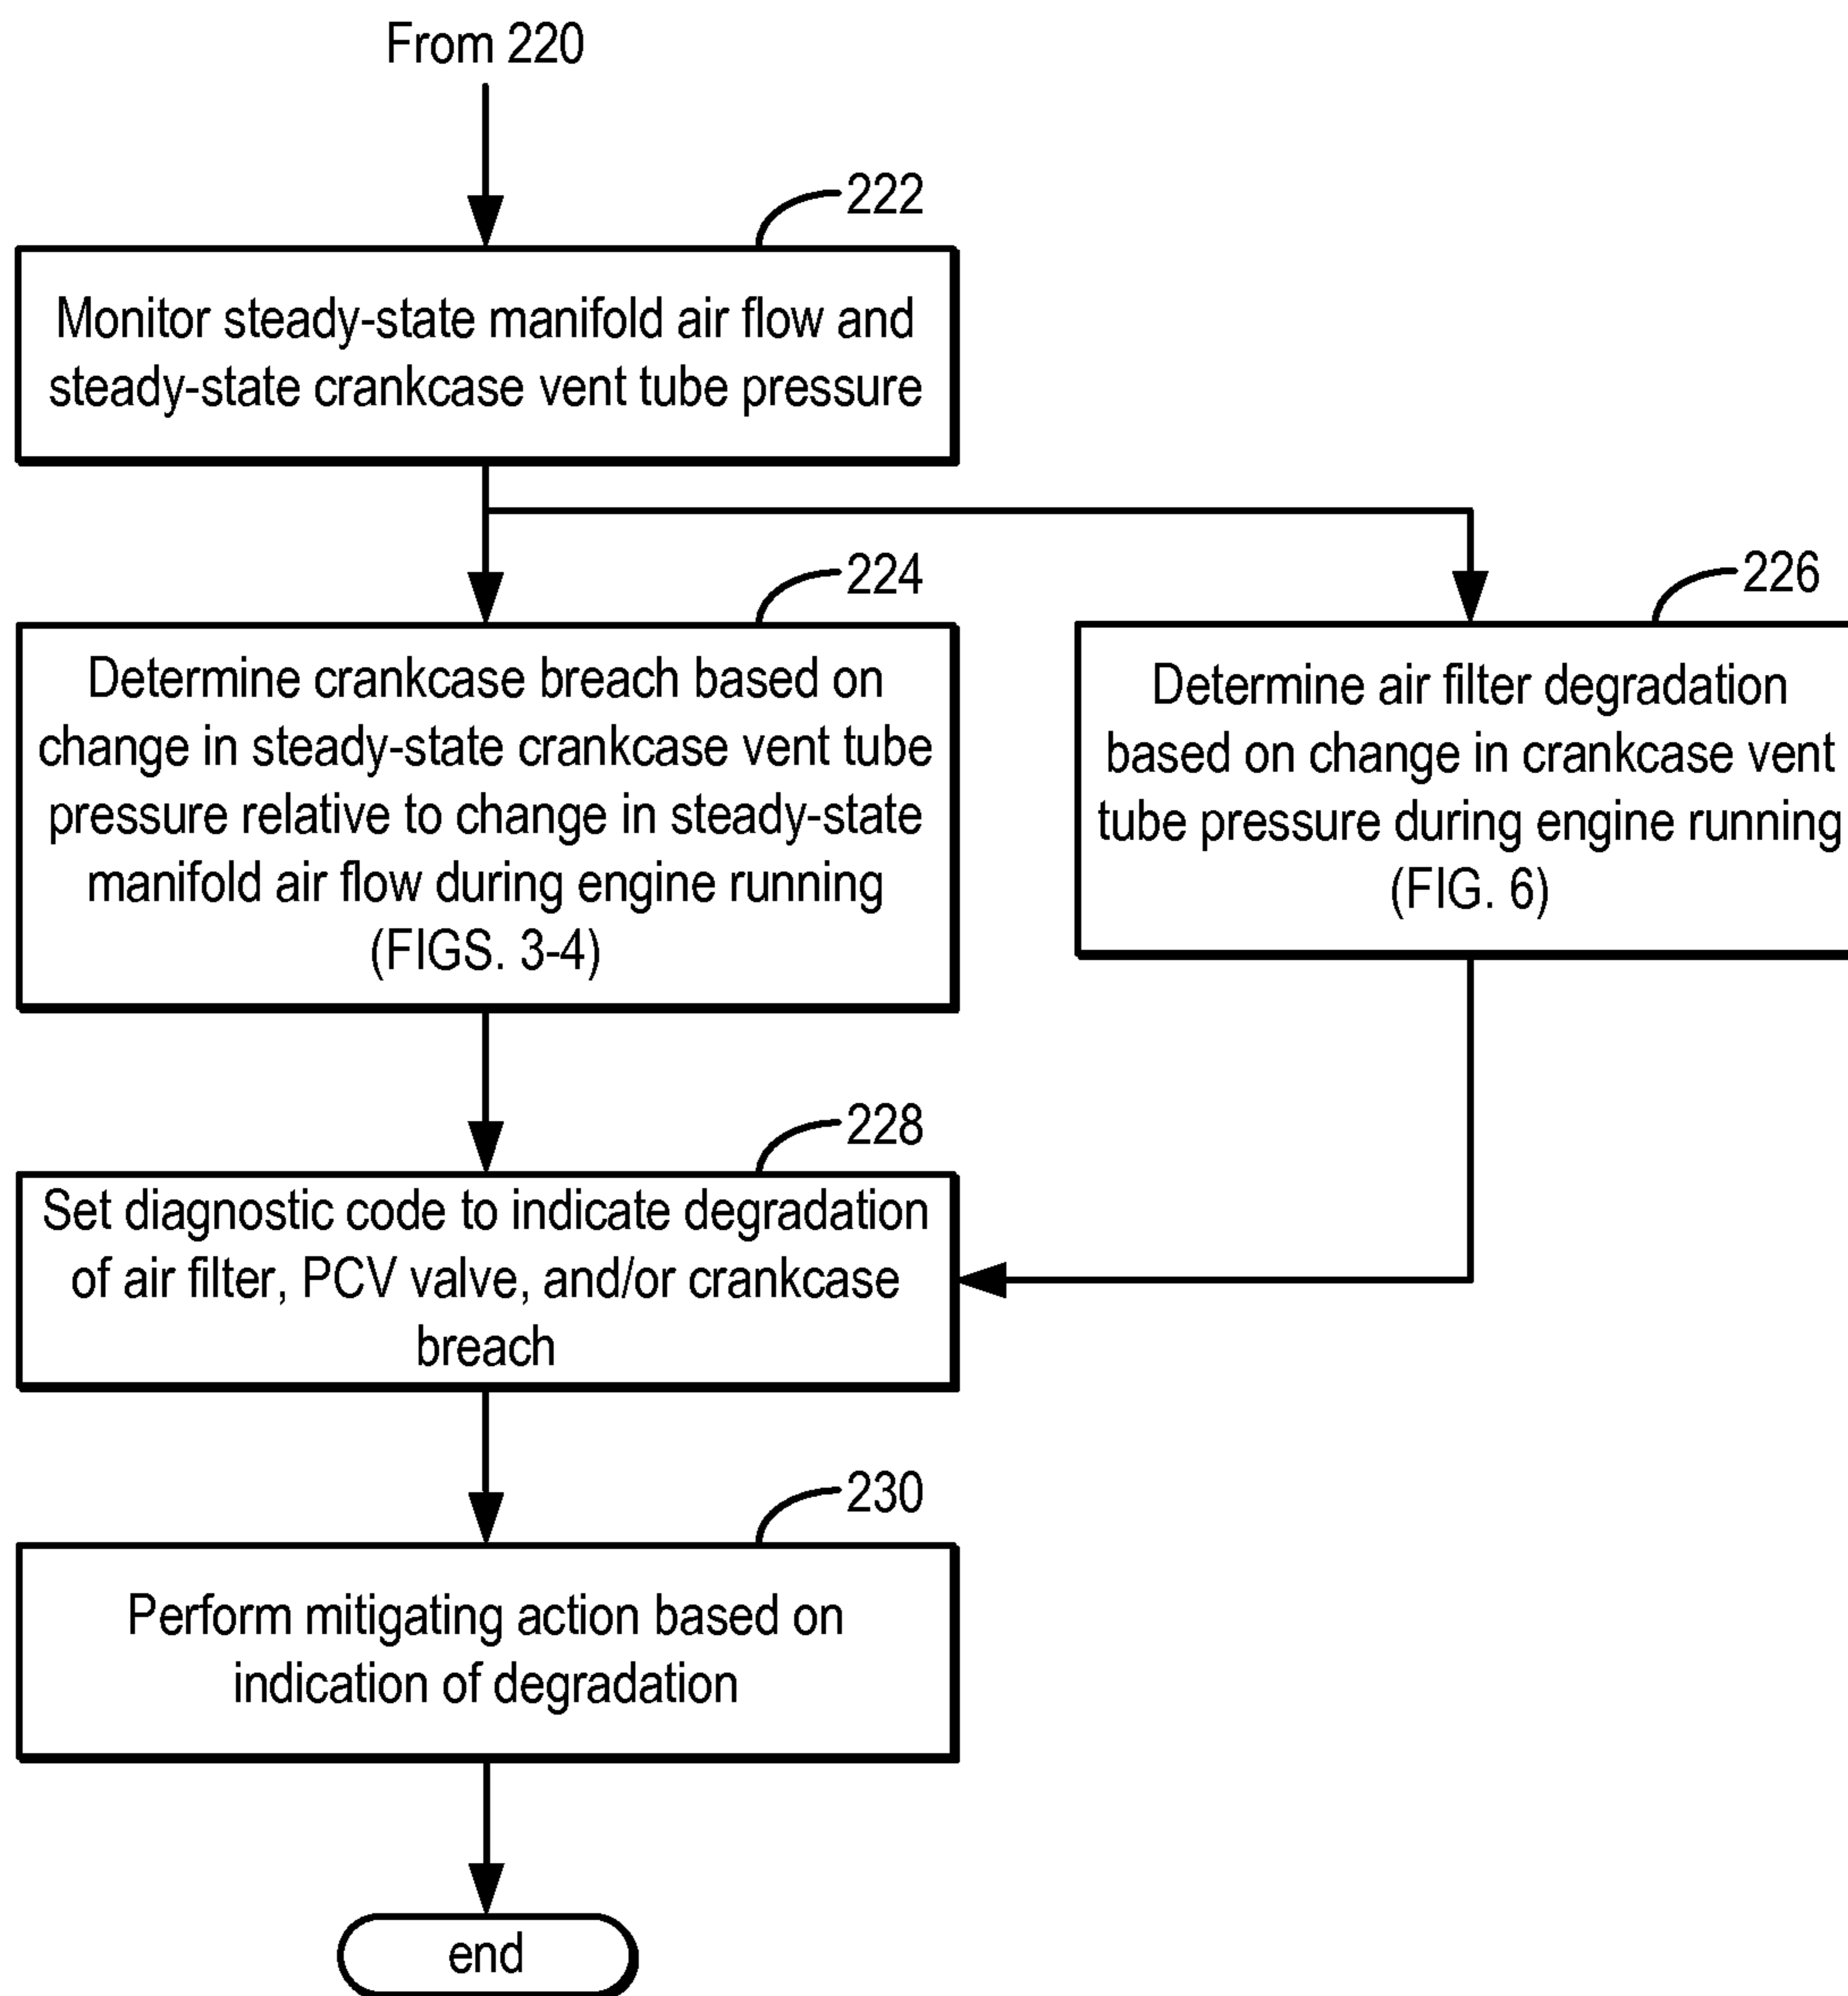 From 220
222
Monitor steady-state manifold air flow and
steady-state crankcase vent tube pressure
224
Determine crankcase breach based on
change in steady-state crankcase vent tube
pressure relative to change in steady-state
manifold air flow during engine running
(FIGS. 3-4)
226
Determine air filter degradation
based on change in crankcase vent
tube pressure during engine running
(FIG. 6)
228
Set diagnostic code to indicate degradation
of air filter, PCV valve, and/or crankcase
breach
230
Perform mitigating action based on
indication of degradation
end